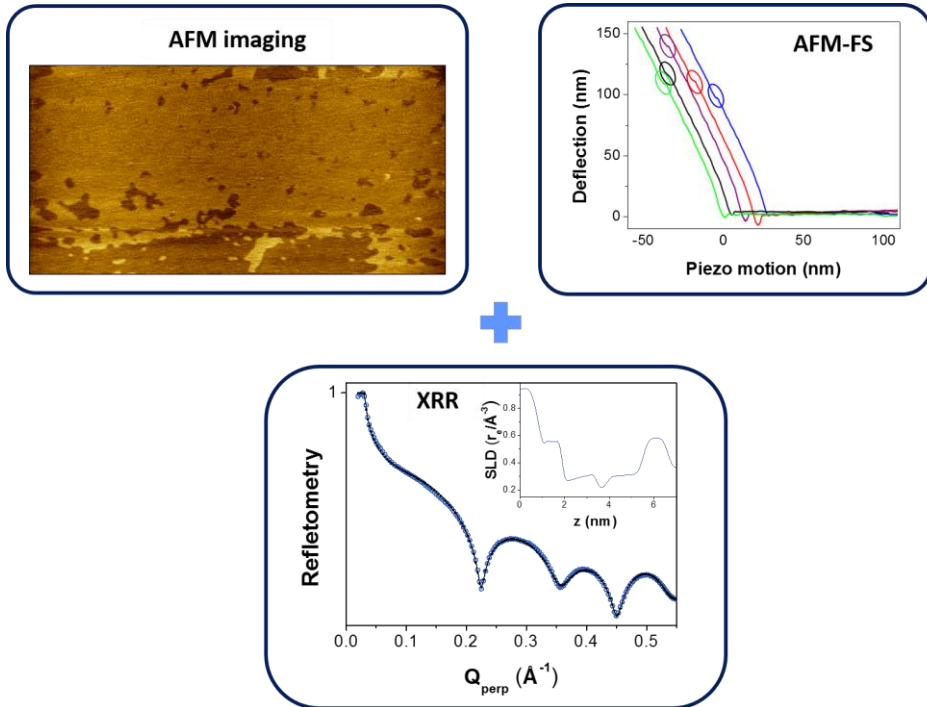 AFM imaging
AFM-FS
Deflection (nm)
150
100
50
0
-50
0
50
100
Piezo motion (nm)
XRR
Refletometry
1
0.0
0.1
0.2
0.3
0.4
0.5
Q_perp (Å⁻¹)
SLD (r_e/Å⁻³)
0.8
0.6
0.4
0.2
0
2
4
6
z (nm)